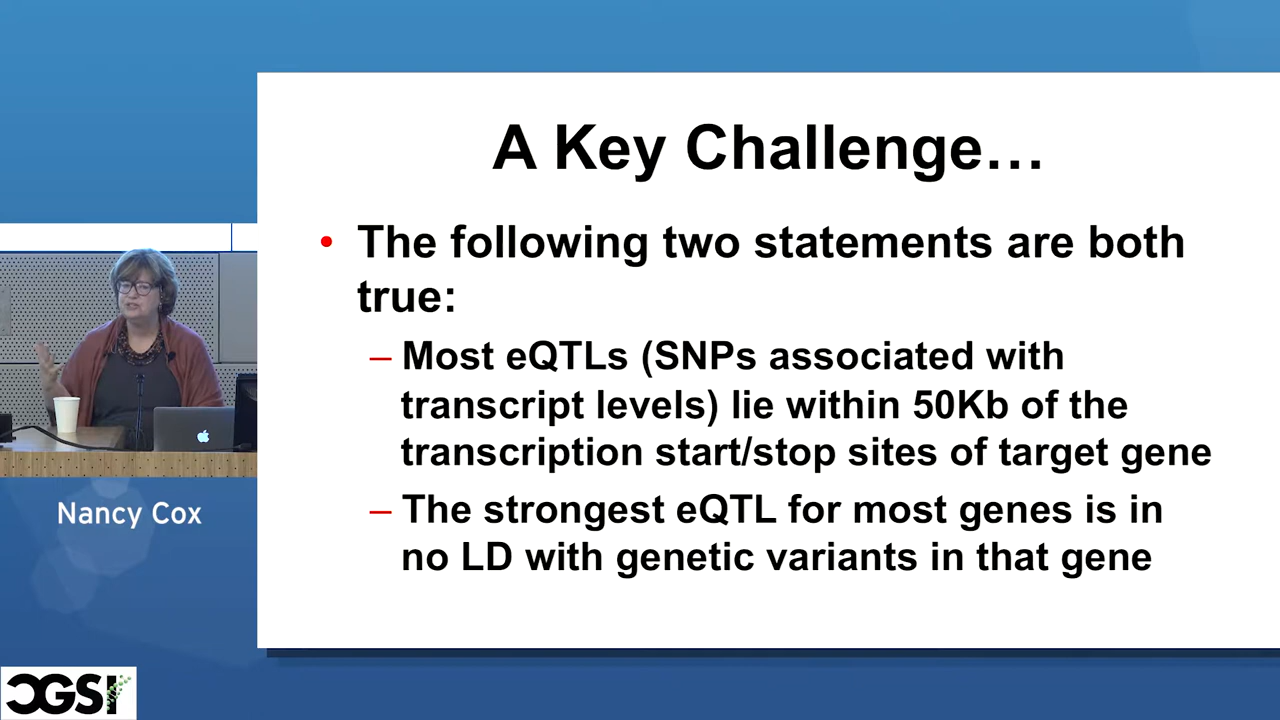 A Key Challenge…
• The following two statements are both
true:
– Most eQTLs (SNPs associated with
transcript levels) lie within 50Kb of the
transcription start/stop sites of target gene
– The strongest eQTL for most genes is in
no LD with genetic variants in that gene
Nancy Cox
CGSI